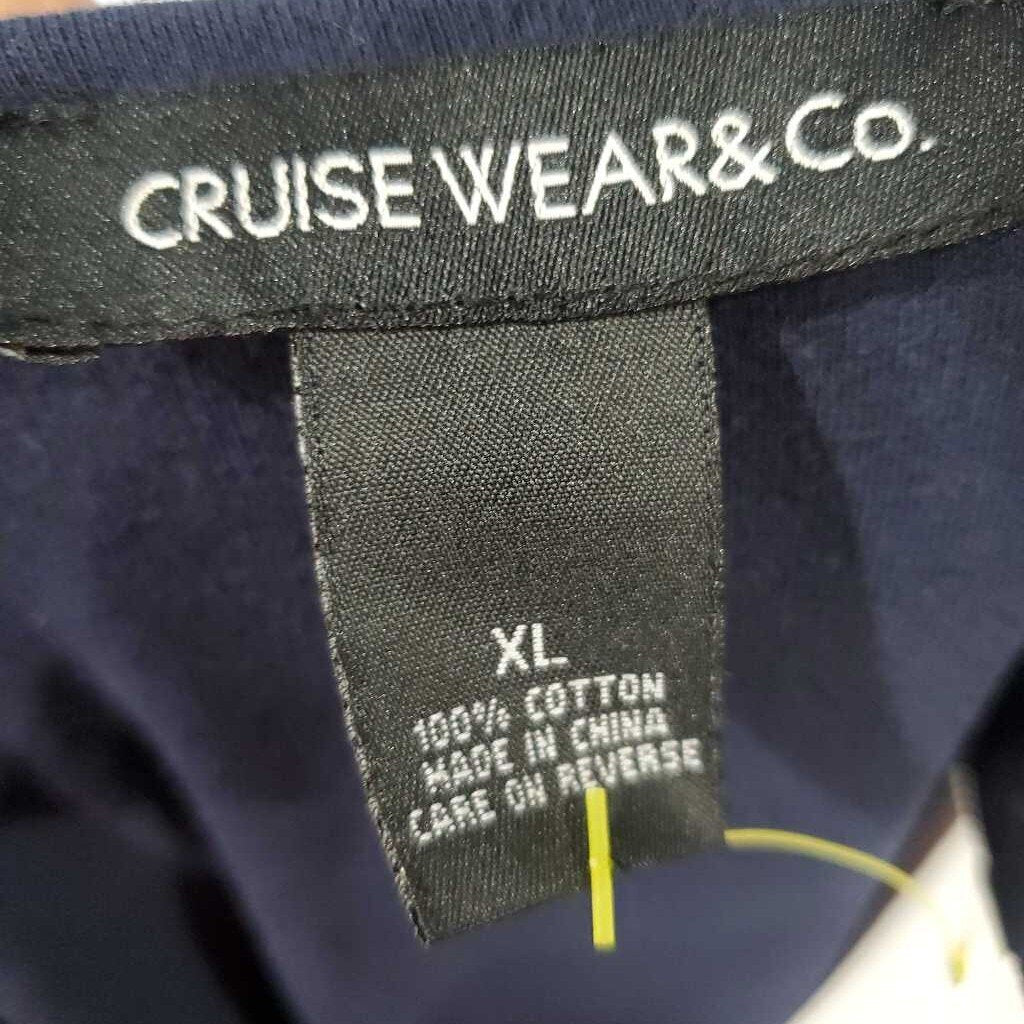 CRUISE WEAR & Co.
XL
100% COTTON
MADE IN CHINA
CARE ON REVERSE